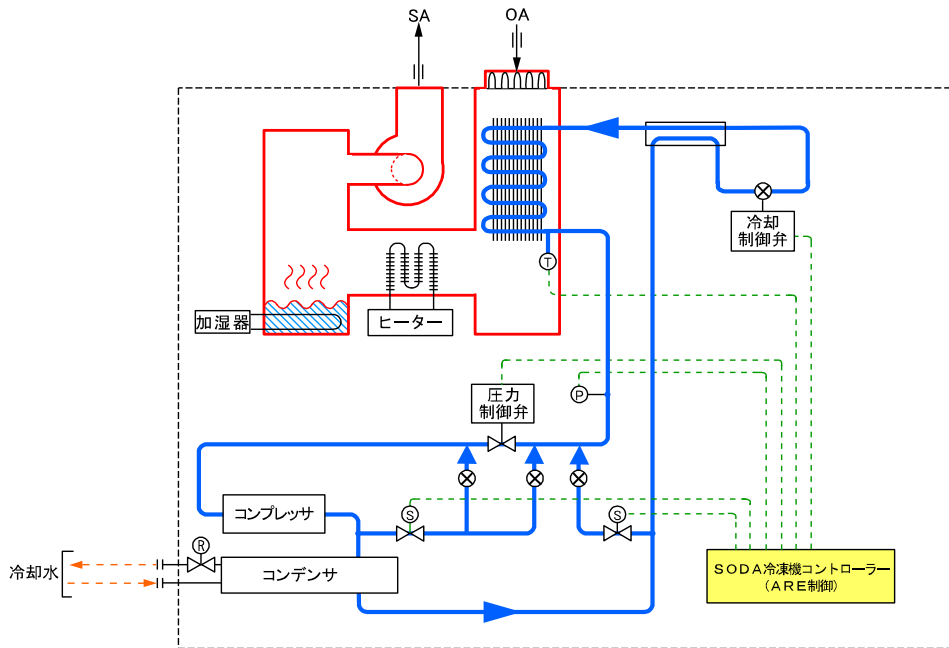 SA
OA
冷却
制御弁
T
加湿器
ヒーター
圧力
制御弁
P
コンプレッサ
S
S
R
冷却水
コンデンサ
SODA冷凍機コントローラー
(ARE制御)